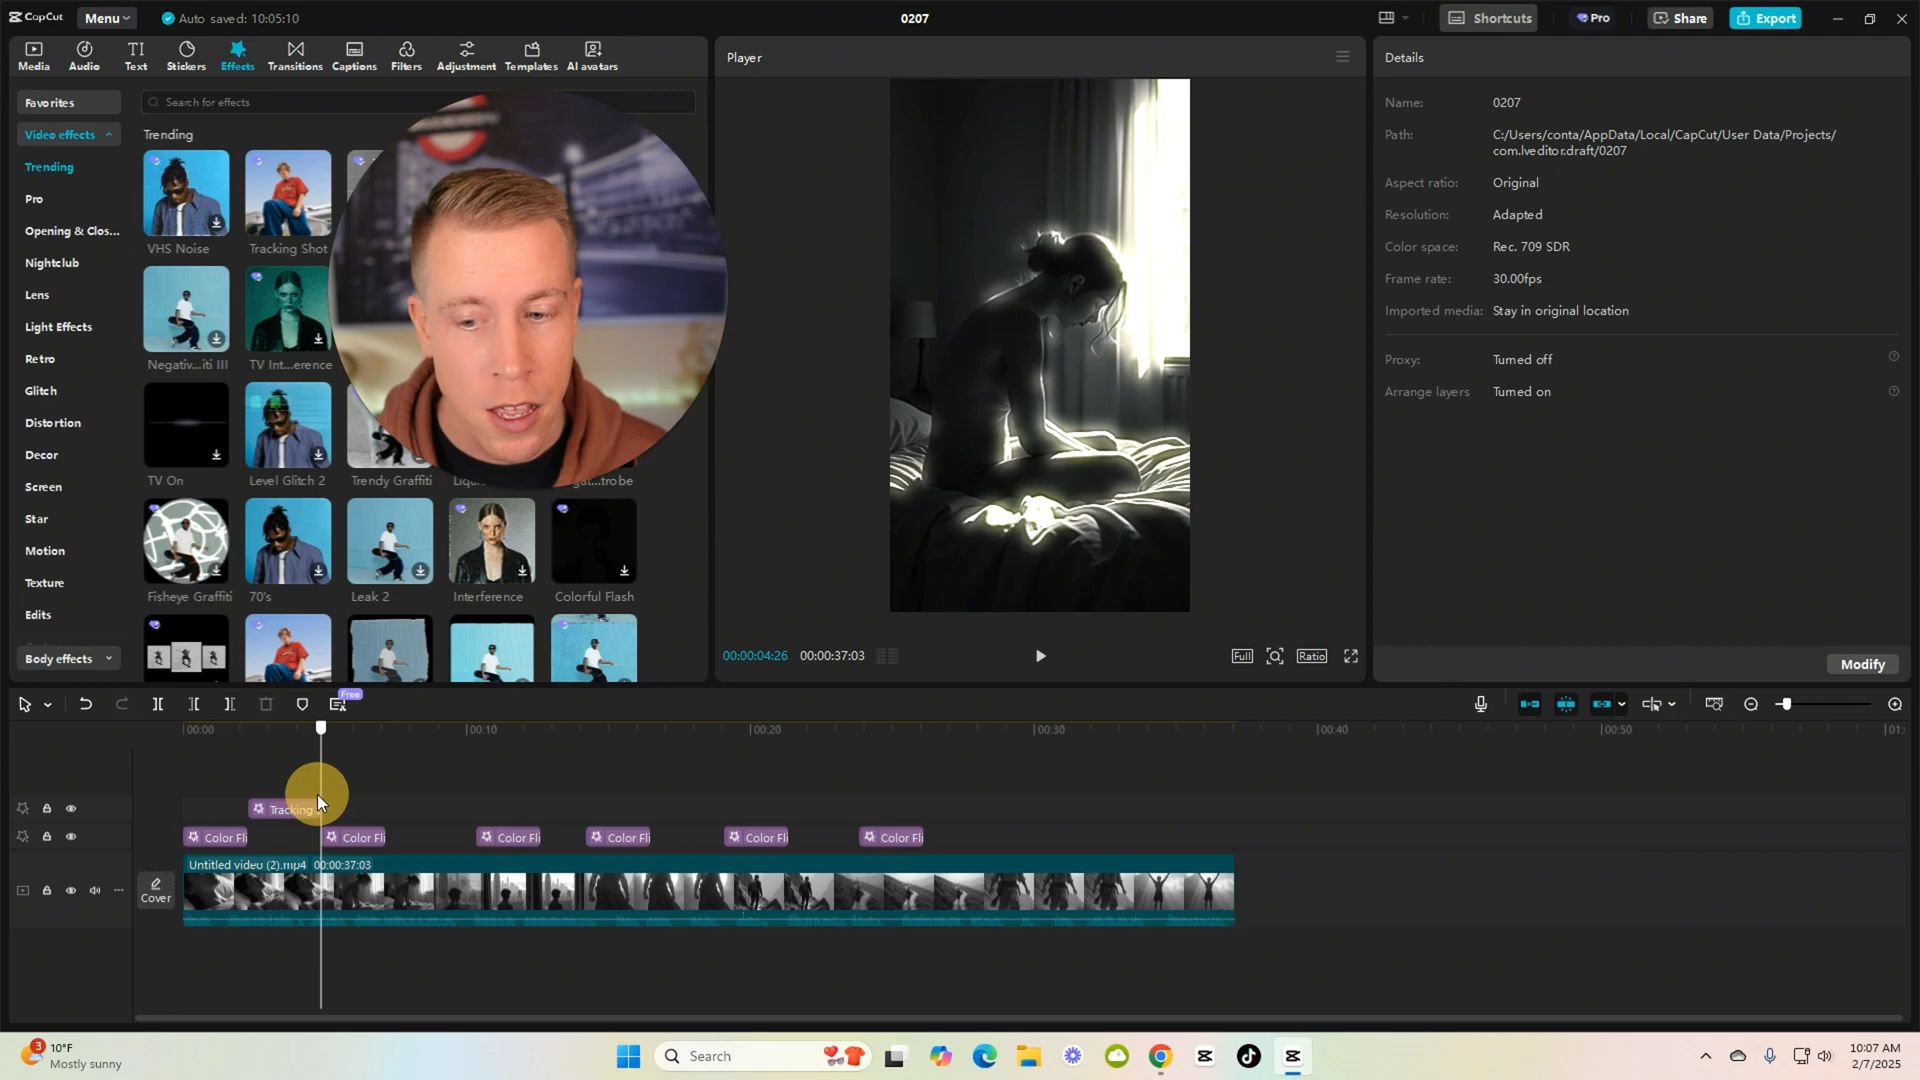 CapCut
Menu
Auto saved: 10:05:10
0207
Shortcuts
Pro
Share
Export
Media
Audio
Text
Stickers
Effects
Transitions
Captions
Filters
Adjustment
Templates
AI avatars
Player
Details
Favorites
Search for effects
Video effects
Trending
Trending
Pro
Opening & Clos...
Nightclub
Lens
Light Effects
Retro
Glitch
Distortion
Decor
Screen
Star
Motion
Texture
Edits
Body effects
VHS Noise
Tracking Shot
Negativ...iti III
TV Int...erence
TV On
Level Glitch 2
Trendy Graffiti
Fisheye Graffiti
70's
Leak 2
Interference
Colorful Flash
Name: 0207
Path: C:/Users/conta/AppData/Local/CapCut/User Data/Projects/
com.lveditor.draft/0207
Aspect ratio: Original
Resolution: Adapted
Color space: Rec. 709 SDR
Frame rate: 30.00fps
Imported media: Stay in original location
Proxy: Turned off
Arrange layers Turned on
Modify
00:00:04:26 00:00:37:03
Full
Ratio
Free
00:00
00:10
00:20
00:30
00:40
00:50
Tracking
Color Fli
Color Fli
Color Fli
Color Fli
Color Fli
Color Fli
Untitled video (2).mp4 00:00:37:03
Cover
3
10°F
Mostly sunny
Search
10:07 AM
2/7/2025